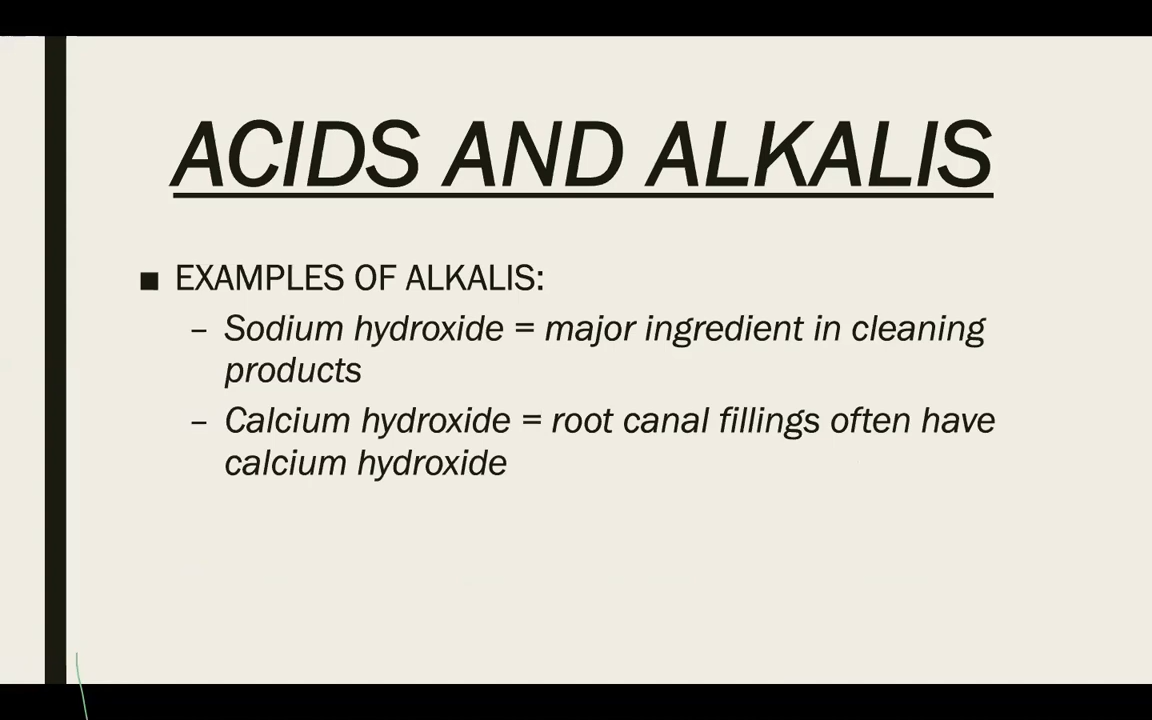 ACIDS AND ALKALIS
■ EXAMPLES OF ALKALIS:
– Sodium hydroxide = major ingredient in cleaning
products
– Calcium hydroxide = root canal fillings often have
calcium hydroxide